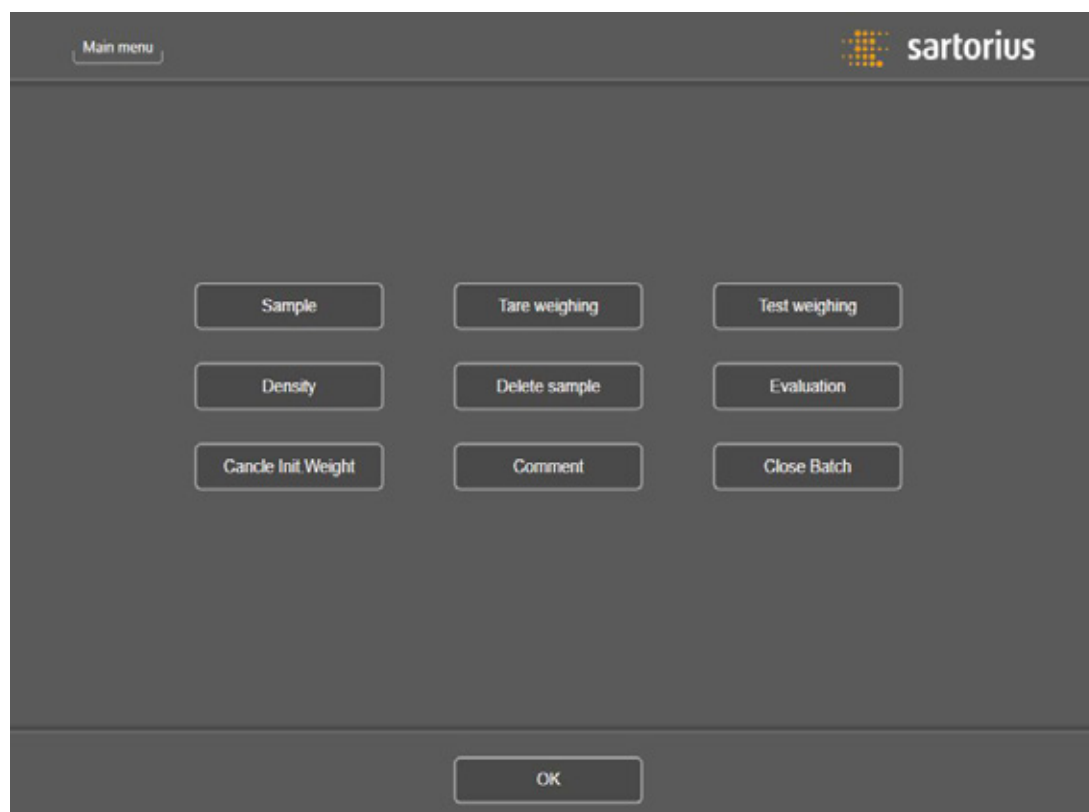 Main menu
sartorius
Sample
Tare weighing
Test weighing
Density
Delete sample
Evaluation
Cancle Init.Weight
Comment
Close Batch
OK